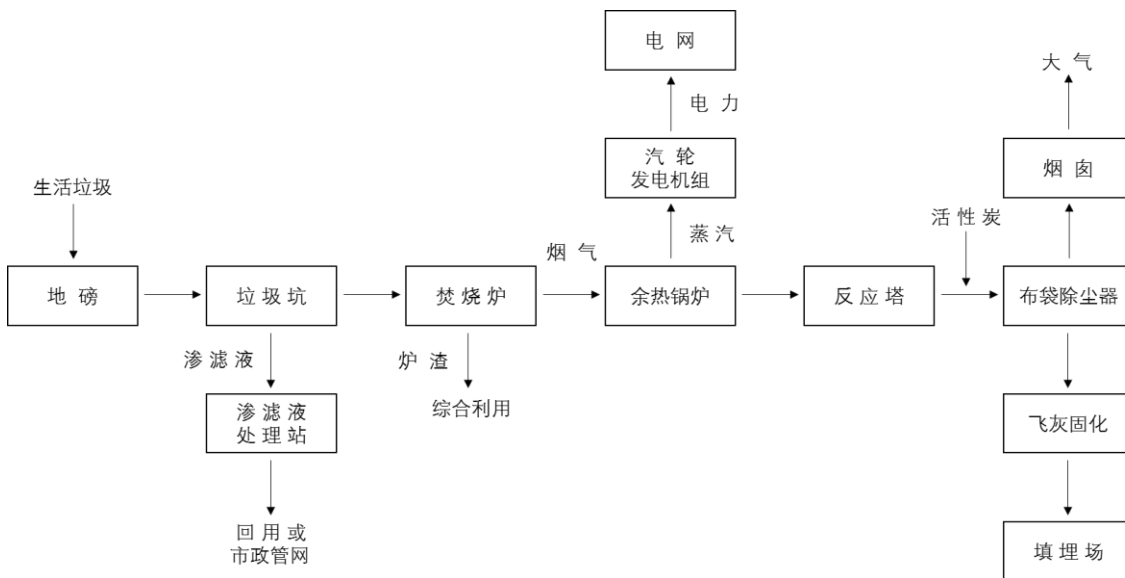 电 网
大 气
电 力
汽 轮
发电机组
烟 囱
生活垃圾
活 性 炭
蒸 汽
烟 气
地 磅
垃 圾 坑
焚 烧 炉
余热锅炉
反 应 塔
布袋除尘器
渗 滤 液
炉 渣
综合利用
渗 滤 液
处 理 站
飞灰固化
回 用 或
市政管网
填 埋 场